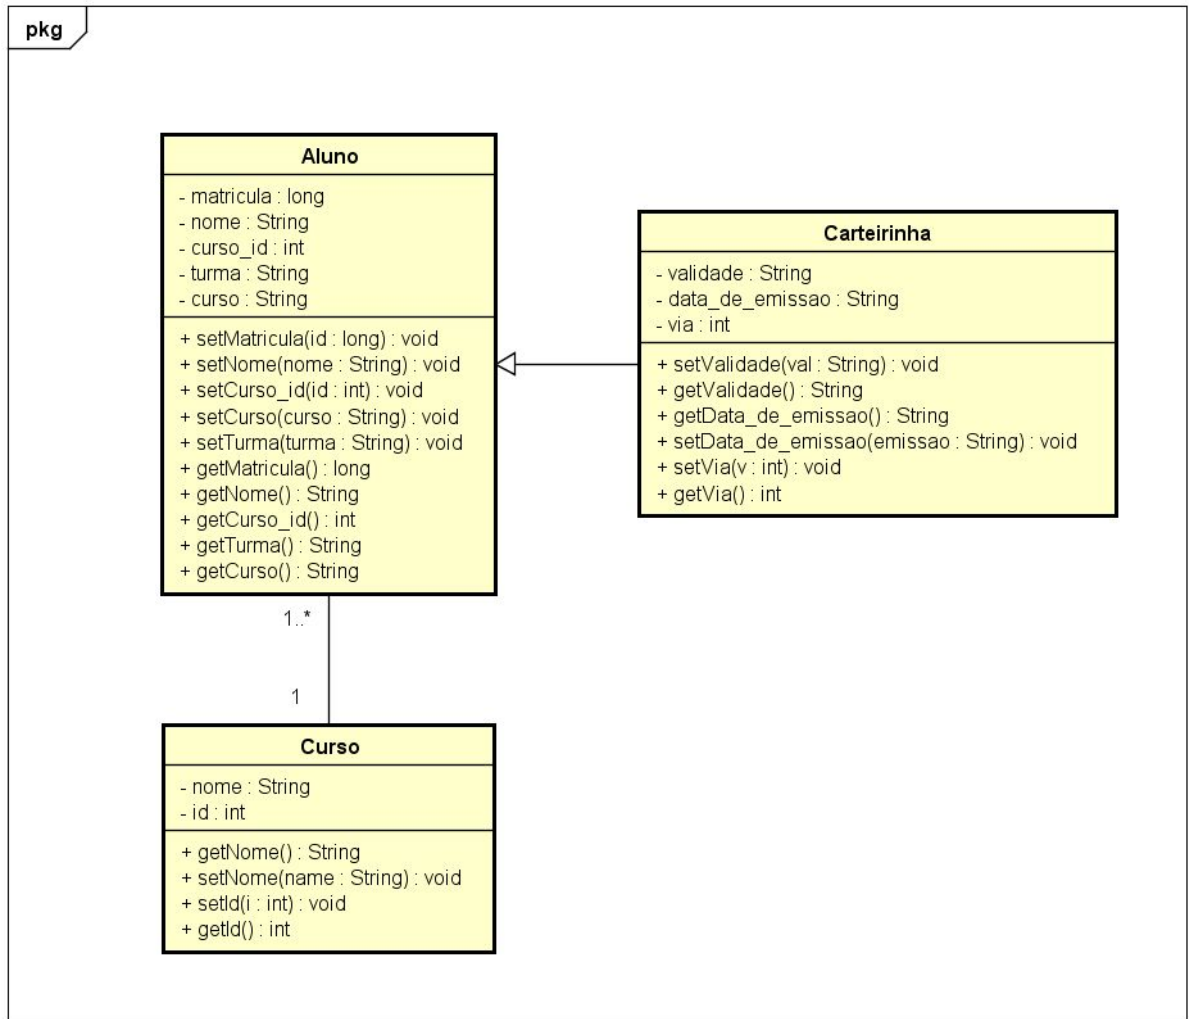 pkg
Aluno
- matricula : long
- nome : String
- curso_id : int
- turma : String
- curso : String
+ setMatricula(id : long) : void
+ setNome(nome : String) : void
+ setCurso_id(id : int) : void
+ setCurso(curso : String) : void
+ setTurma(turma : String) : void
+ getMatricula() : long
+ getNome() : String
+ getCurso_id() : int
+ getTurma() : String
+ getCurso() : String
Carteirinha
- validade : String
- data_de_emissao : String
- via : int
+ setValidade(val : String) : void
+ getValidade() : String
+ getData_de_emissao() : String
+ setData_de_emissao(emissao : String) : void
+ setVia(v : int) : void
+ getVia() : int
1..*
1
Curso
- nome : String
- id : int
+ getNome() : String
+ setNome(name : String) : void
+ setId(i : int) : void
+ getId() : int